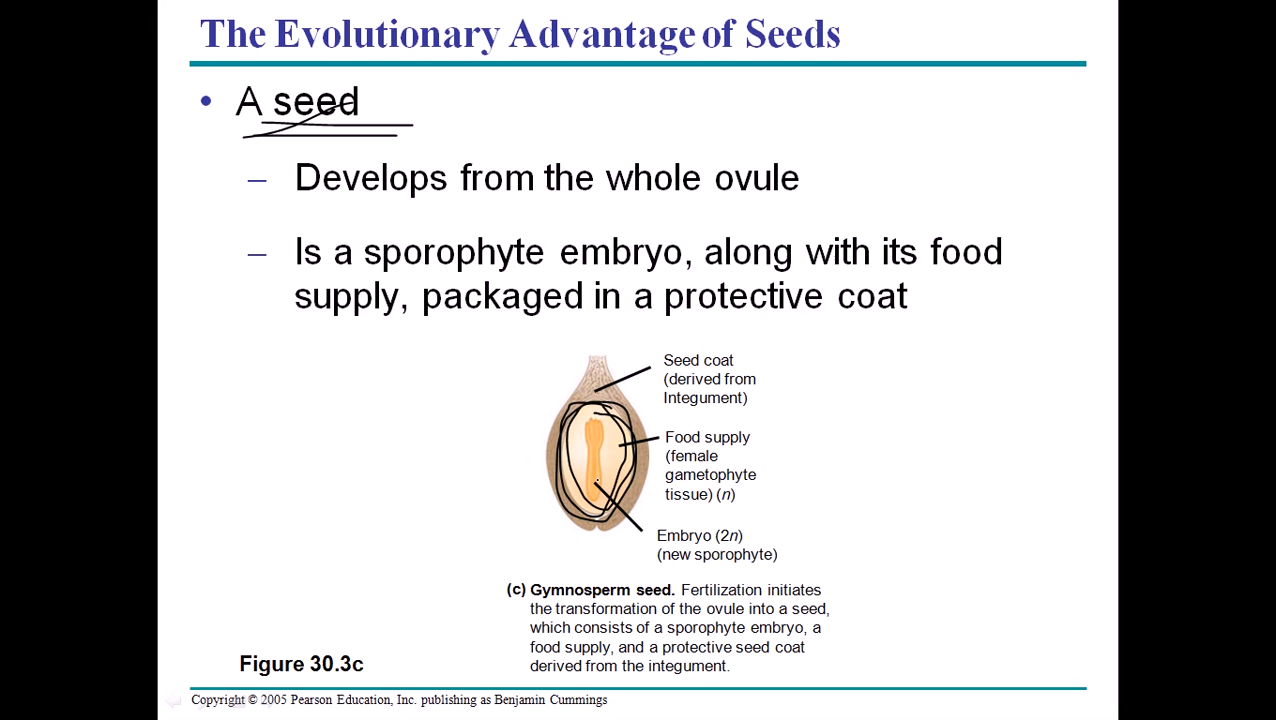 The Evolutionary Advantage of Seeds
• A seed
– Develops from the whole ovule
– Is a sporophyte embryo, along with its food
supply, packaged in a protective coat
Seed coat
(derived from
Integument)
Food supply
(female
gametophyte
tissue) (n)
Embryo (2n)
(new sporophyte)
(c) Gymnosperm seed. Fertilization initiates
the transformation of the ovule into a seed,
which consists of a sporophyte embryo, a
food supply, and a protective seed coat
derived from the integument.
Figure 30.3c
Copyright © 2005 Pearson Education, Inc. publishing as Benjamin Cummings